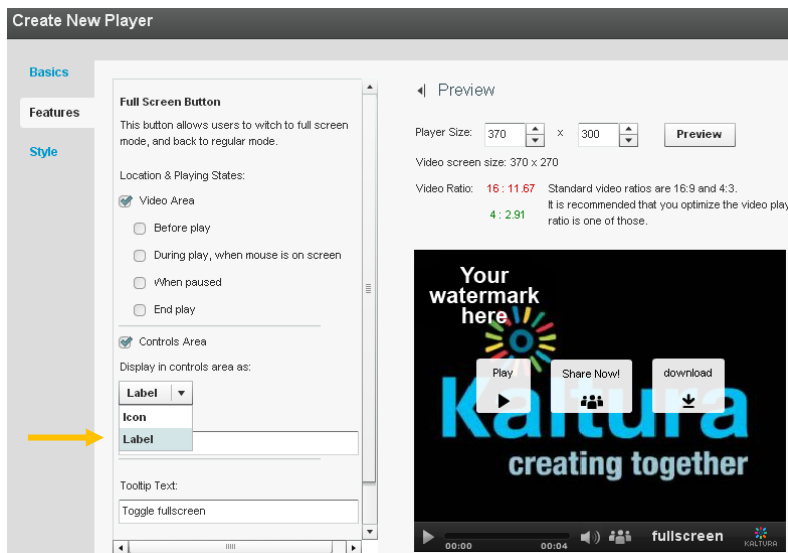 Create New Player
Basics
Features
Style
Full Screen Button
This button allows users to witch to full screen
mode, and back to regular mode.
Location & Playing States:
Video Area
Before play
During play, when mouse is on screen
When paused
End play
Controls Area
Display in controls area as:
Label
Icon
Label
Tooltip Text:
Toggle fullscreen
Preview
Player Size: 370 x 300 Preview
Video screen size: 370 x 270
Video Ratio: 16 : 11.67 Standard video ratios are 16:9 and 4:3.
It is recommended that you optimize the video play
4 : 2.91 ratio is one of those.
Your
watermark
here
Play Share Now! download
Kaltura
creating together
00:00 00:04 fullscreen KALTURA